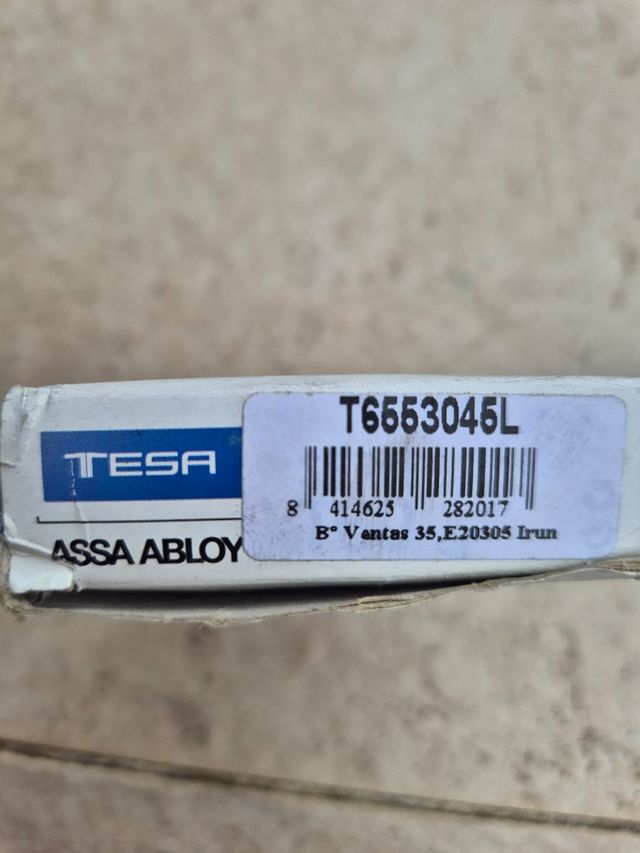 T6553045L
TESA
8 414625 282017
B° Ventas 35,E20305 Irun
ASSA ABLOY